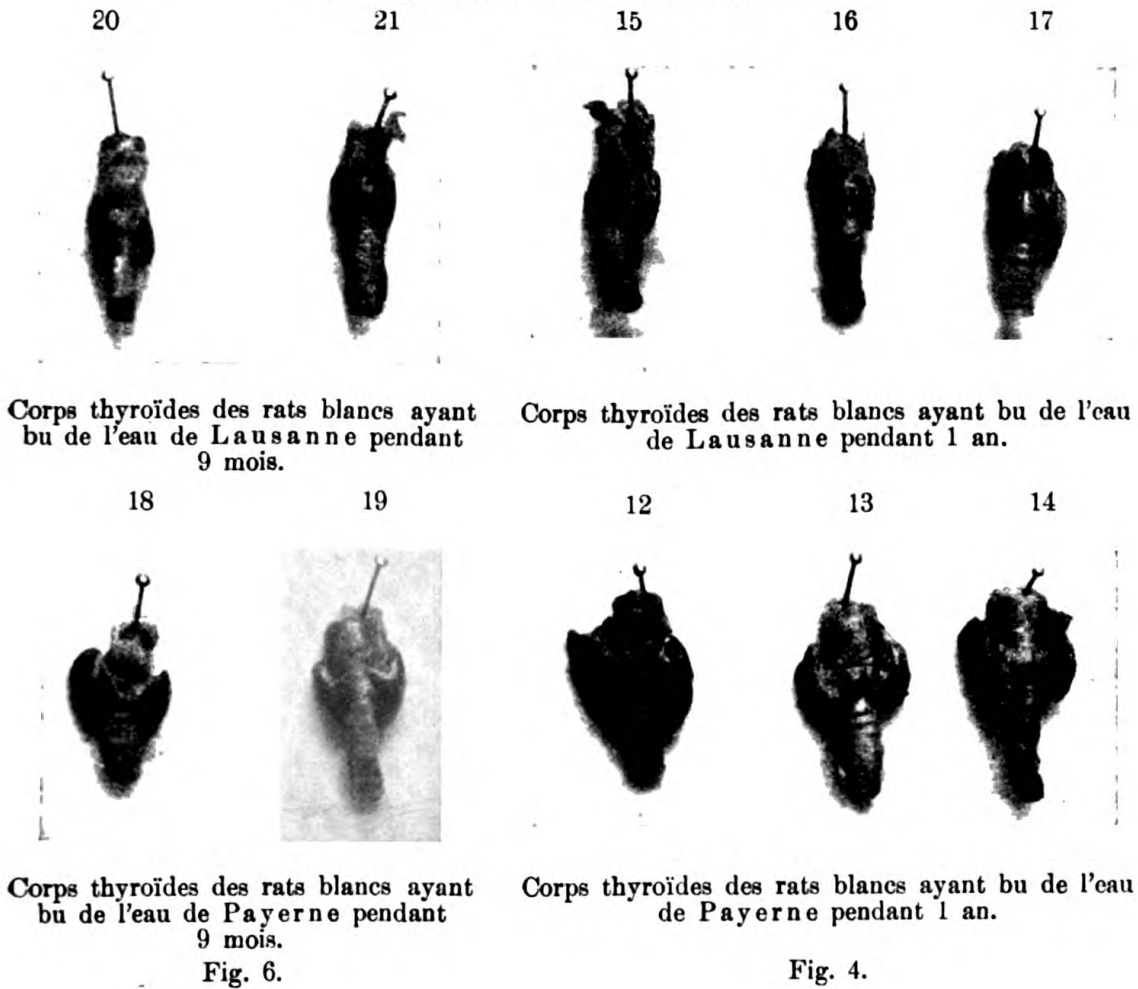 20 21
Corps thyroïdes des rats blancs ayant
bu de l'eau de Lausanne pendant
9 mois.
15 16 17
Corps thyroïdes des rats blancs ayant bu de l'eau
de Lausanne pendant 1 an.
18 19
Corps thyroïdes des rats blancs ayant
bu de l'eau de Payerne pendant
9 mois.
Fig. 6.
12 13 14
Corps thyroïdes des rats blancs ayant bu de l'eau
de Payerne pendant 1 an.
Fig. 4.